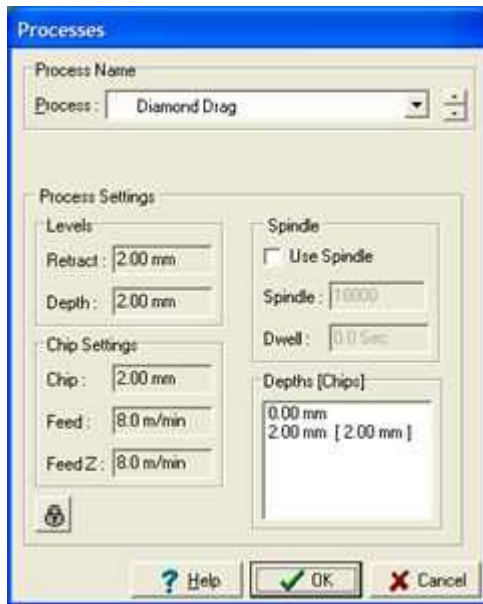 Processes
Process Name
Process : Diamond Drag
Process Settings
Levels
Retract : 2.00 mm
Depth : 2.00 mm
Chip Settings
Chip : 2.00 mm
Feed : 8.0 m/min
Feed Z : 8.0 m/min
Spindle
Use Spindle
Spindle : 10000
Dwell : 0.0 Sec
Depths [Chips]
0.00 mm
2.00 mm [ 2.00 mm ]
? Help
OK
Cancel